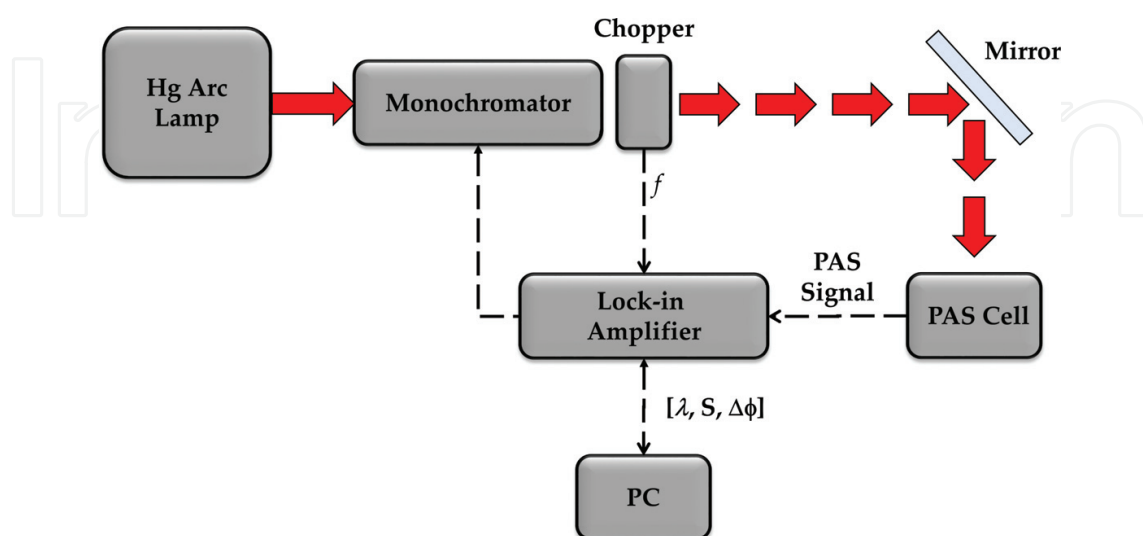 Chopper
Mirror
Hg Arc
Lamp
Monochromator
f
PAS
Signal
Lock-in
Amplifier
PAS Cell
[λ, S, Δϕ]
PC